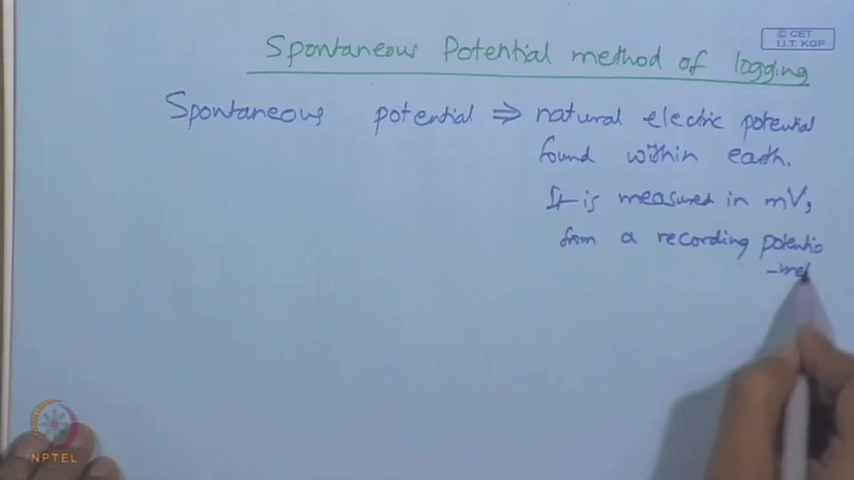 © CET
I.I.T. KGP
Spontaneous Potential method of logging
Spontaneous potential ⇒ natural electric potential
found within earth.
It is measured in mV,
from a recording potentio
-met
NPTEL